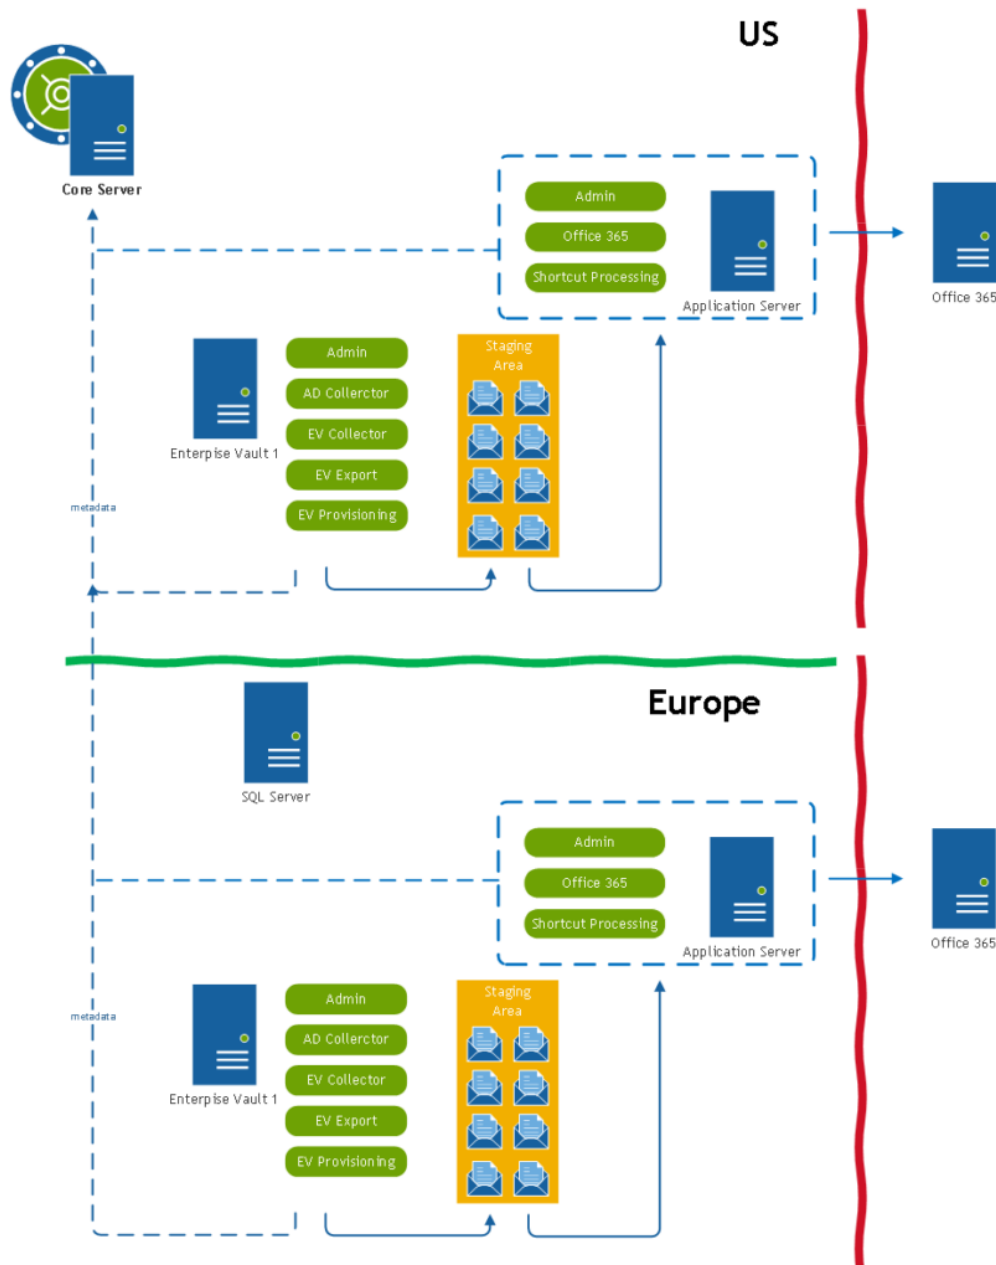 US
Core Server
Admin
Office 365
Shortcut Processing
Application Server
Office 365
Enterpise Vault 1
Admin
AD Collerctor
EV Collector
EV Export
EV Provisioning
Staging
Area
metadata
Europe
SQL Server
Admin
Office 365
Shortcut Processing
Application Server
Office 365
Enterpise Vault 1
Admin
AD Collerctor
EV Collector
EV Export
EV Provisioning
Staging
Area
metadata